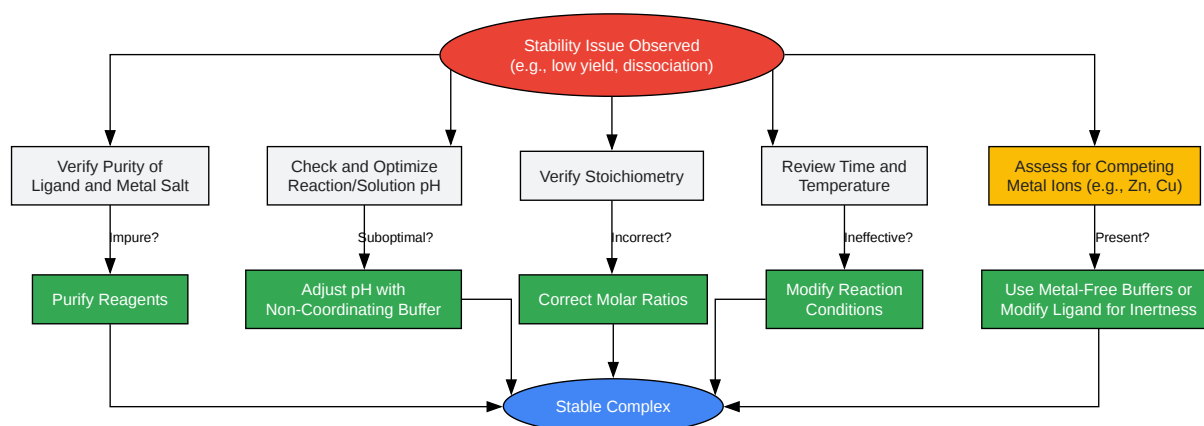 Stability Issue Observed
(e.g., low yield, dissociation)
Verify Purity of
Ligand and Metal Salt
Check and Optimize
Reaction/Solution pH
Verify Stoichiometry
Review Time and
Temperature
Assess for Competing
Metal Ions (e.g., Zn, Cu)
Impure?
Suboptimal?
Incorrect?
Ineffective?
Present?
Purify Reagents
Adjust pH with
Non-Coordinating Buffer
Correct Molar Ratios
Modify Reaction
Conditions
Use Metal-Free Buffers or
Modify Ligand for Inertness
Stable Complex